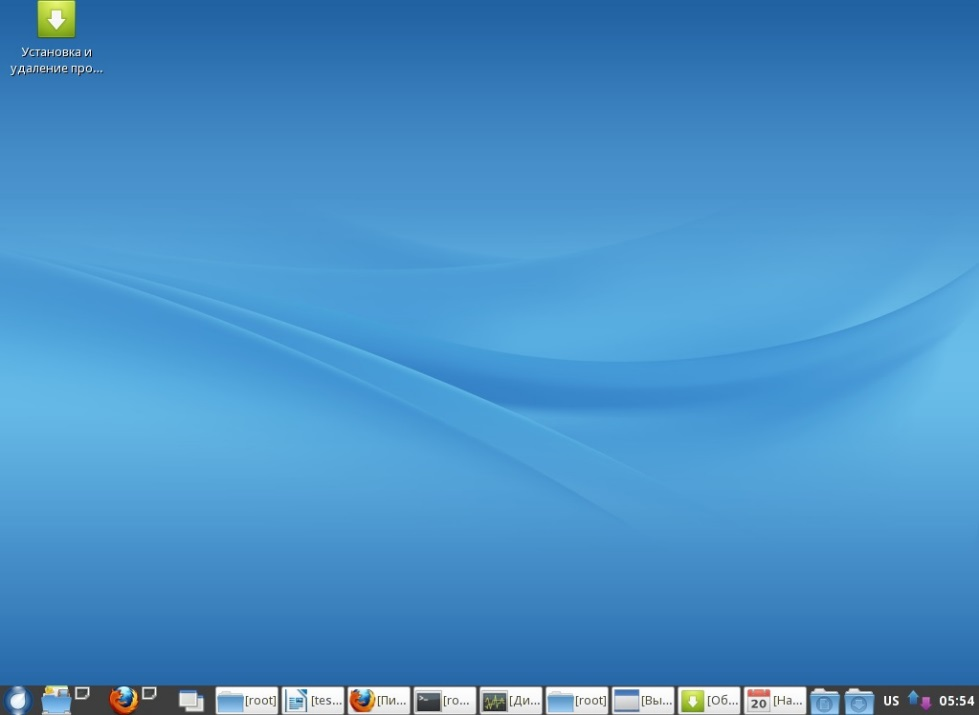 Установка и
удаление про...
[root]
[tes...
[Пи...
[ro...
[Ди...
[root]
[Вы...
[Об...
20
[На...
US
05:54